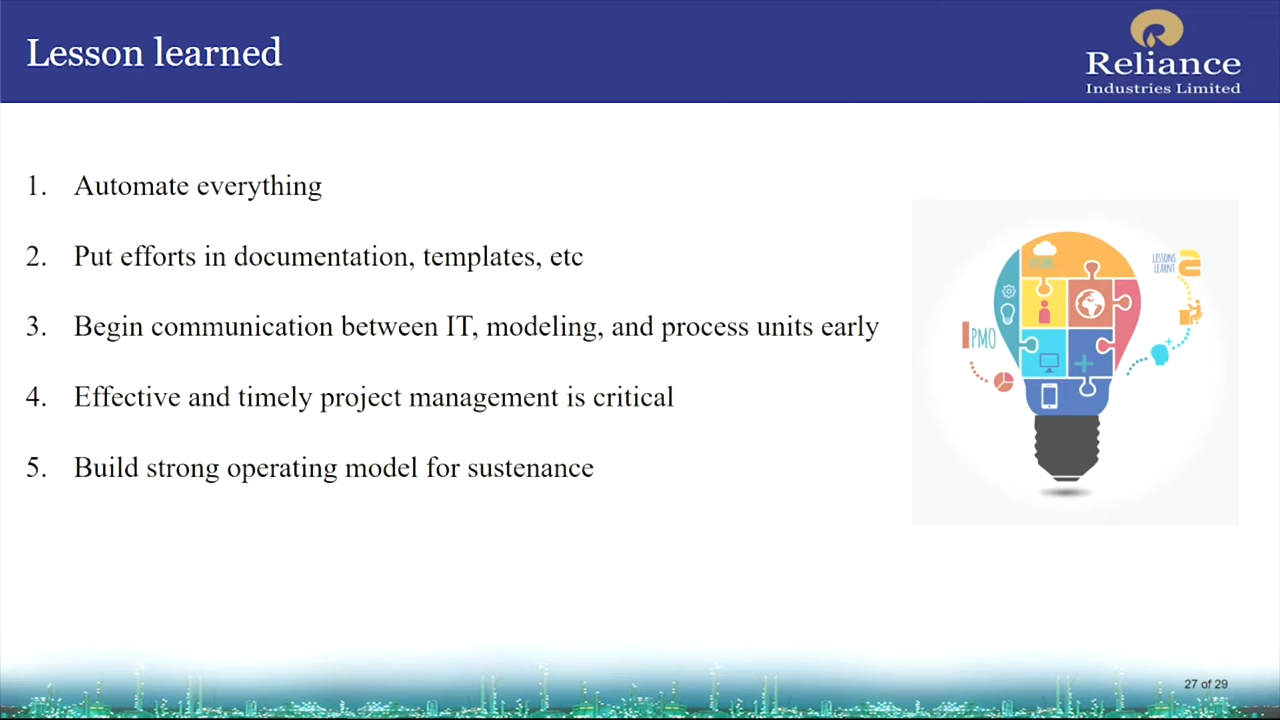 Lesson learned
Reliance
Industries Limited
1. Automate everything
2. Put efforts in documentation, templates, etc
3. Begin communication between IT, modeling, and process units early
4. Effective and timely project management is critical
5. Build strong operating model for sustenance
LESSONS
LEARNT
PMO
27 of 29